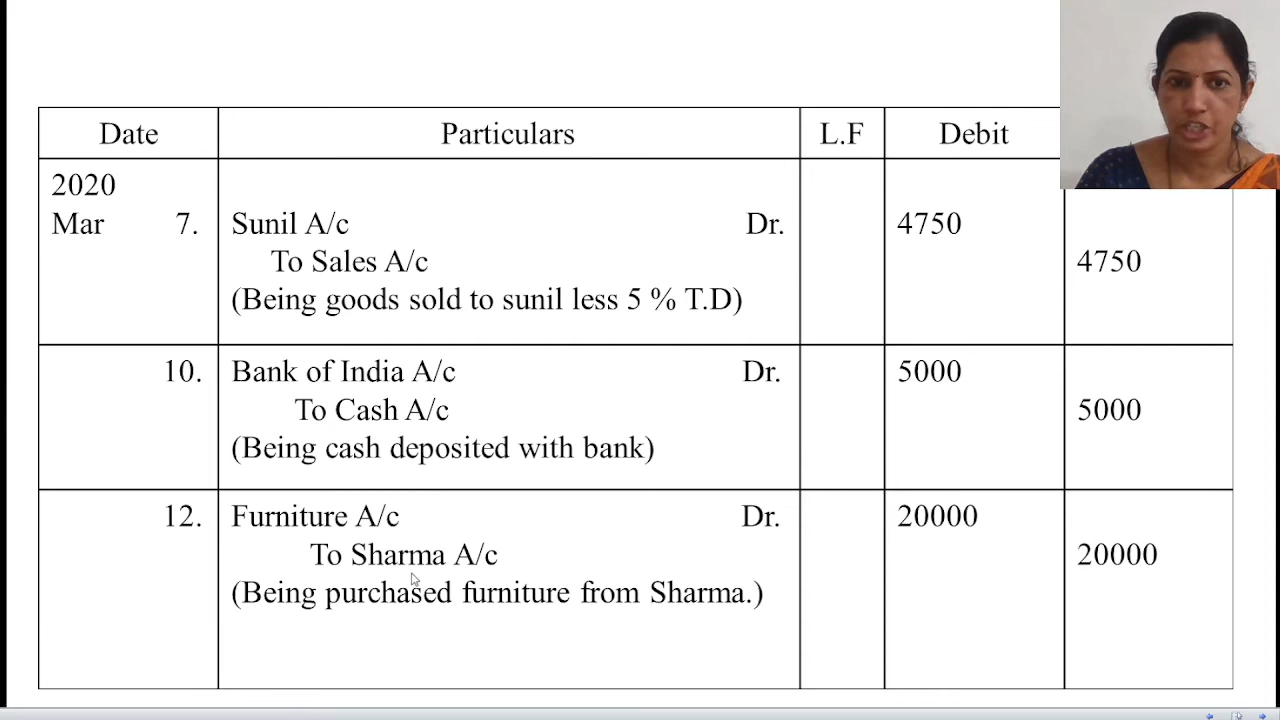 Date Particulars L.F Debit
2020
Mar 7. Sunil A/c Dr. 4750
To Sales A/c 4750
(Being goods sold to sunil less 5 % T.D)
10. Bank of India A/c Dr. 5000
To Cash A/c 5000
(Being cash deposited with bank)
12. Furniture A/c Dr. 20000
To Sharma A/c 20000
(Being purchased furniture from Sharma.)